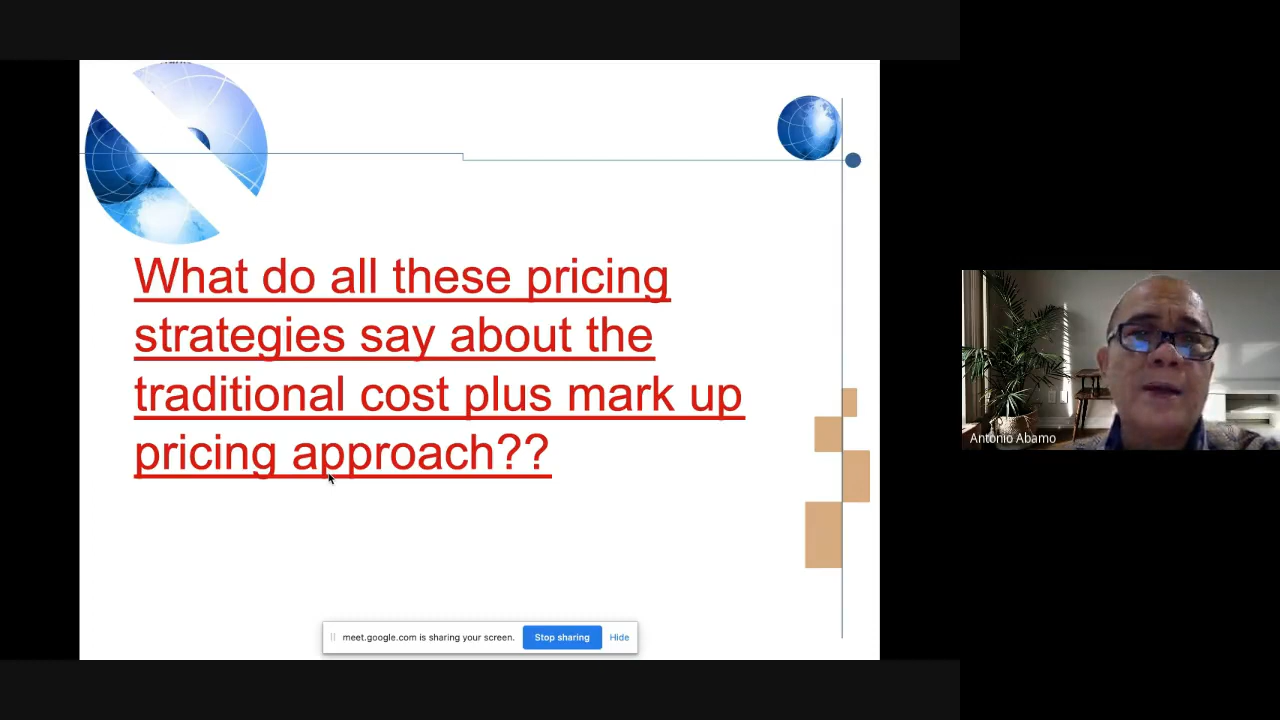 What do all these pricing
strategies say about the
traditional cost plus mark up
pricing approach??
Antonio Abamo
meet.google.com is sharing your screen.
Stop sharing
Hide